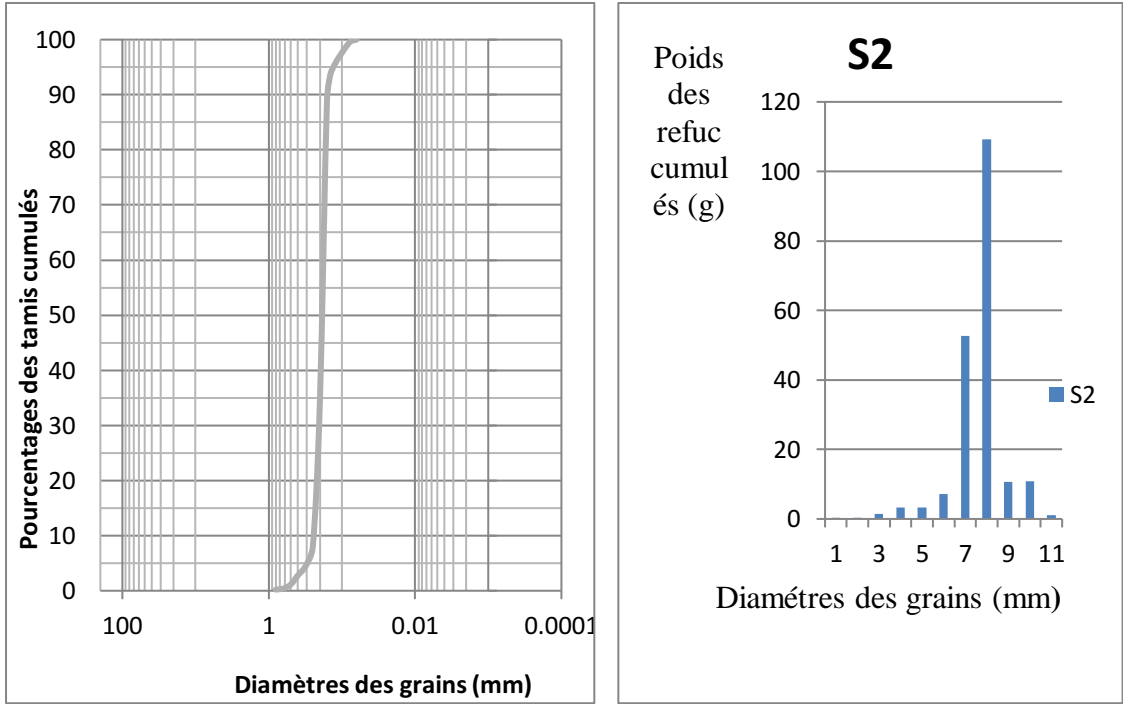 100
90
80
70
60
50
40
30
20
10
0
Pourcentages des tamis cumulés
100 1 0.01 0.0001
Diamètres des grains (mm)
S2
Poids
des
refuc
cumul
és (g)
120
100
80
60
40
20
0
1 3 5 7 9 11
S2
Diamétres des grains (mm)